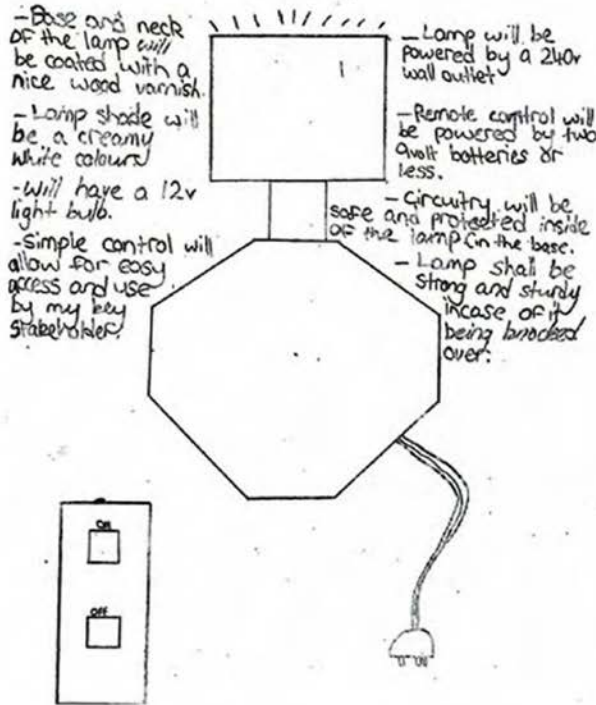 -Base and neck
of the lamp will
be coated with a
nice wood varnish.
-Lamp shade will
be a creamy
white colour
-will have a 12v
light bulb.
-simple control will
allow for easy
access and use
by my key
stakeholder.
-Lamp will be
powered by a 240v
wall outlet
-Remote control will
be powered by two
9volt batteries or
less.
-Circuitry will be
safe and protected inside
of the lamp (in the base.
-Lamp shall be
strong and sturdy
incase of it
being knocked
over.
On
Off